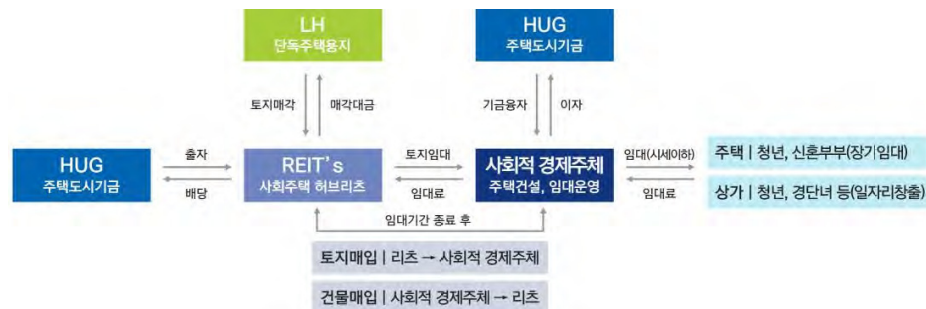 LH
단독주택용지
HUG
주택도시기금
토지매각
매각대금
기금융자
이자
HUG
주택도시기금
출자
배당
REIT's
사회주택 허브리츠
토지임대
임대료
사회적 경제주체
주택건설, 임대운영
임대(시세이하)
임대료
주택 | 청년, 신혼부부(장기임대)
상가 | 청년, 경단녀 등(일자리창출)
임대기간 종료 후
토지매입 | 리츠 → 사회적 경제주체
건물매입 | 사회적 경제주체 → 리츠